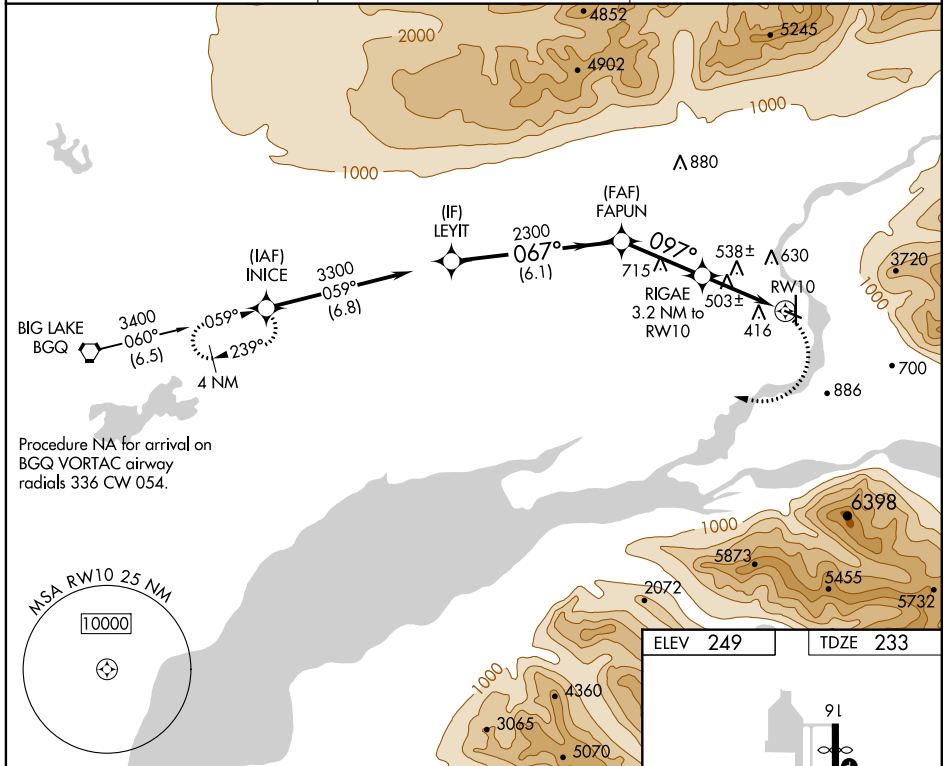 4852
5245
2000
4902
1000
1000
880
(FAF)
FAPUN
(IF)
LEYIT
2300
067°
(6.1)
097°
538±
630
715
3720
(IAF)
INICE
3300
059°
(6.8)
RIGAE
3.2 NM to
RW10
503±
RW10
416
1000
BIG LAKE
BGQ
3400
060°
(6.5)
059°
239°
4 NM
700
886
Procedure NA for arrival on
BGQ VORTAC airway
radials 336 CW 054.
6398
1000
5873
5455
5732
2072
MSA RW10 25 NM
10000
1000
4360
3065
5070
ELEV 249
TDZE 233
16